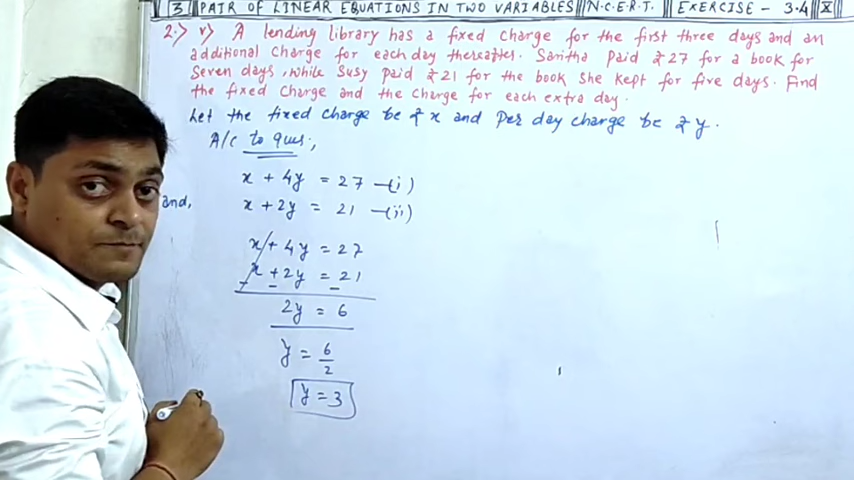 3 PAIR OF LINEAR EQUATIONS IN TWO VARIABLES N.C.E.R.T. EXERCISE - 3.4 X
2.> v> A lending library has a fixed charge for the first three days and an
additional charge for each day thereafter. Saritha Paid ₹27 for a book for
Seven days, while Susy paid ₹21 for the book she kept for five days. Find
the fixed charge and the charge for each extra day.
Let the fixed charge be ₹ x and per day charge be ₹ y.
A/C to ques.,
x + 4y = 27 —(i)
and, x + 2y = 21 —(ii)
x + 4y = 27
x + 2y = 21
- - -
2y = 6
y = 6/2
y = 3